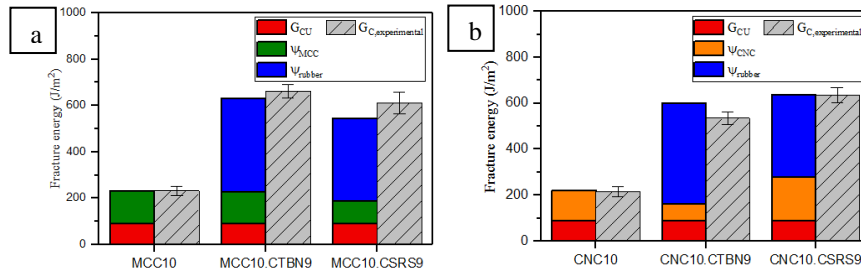 a
G_CU G_C,experimental
Ψ_MCC
Ψ_rubber
Fracture energy (J/m²)
1000
800
600
400
200
0
MCC10 MCC10.CTBN9 MCC10.CSRS9
b
G_CU G_C,experimental
Ψ_CNC
Ψ_rubber
Fracture energy (J/m²)
1000
800
600
400
200
0
CNC10 CNC10.CTBN9 CNC10.CSRS9